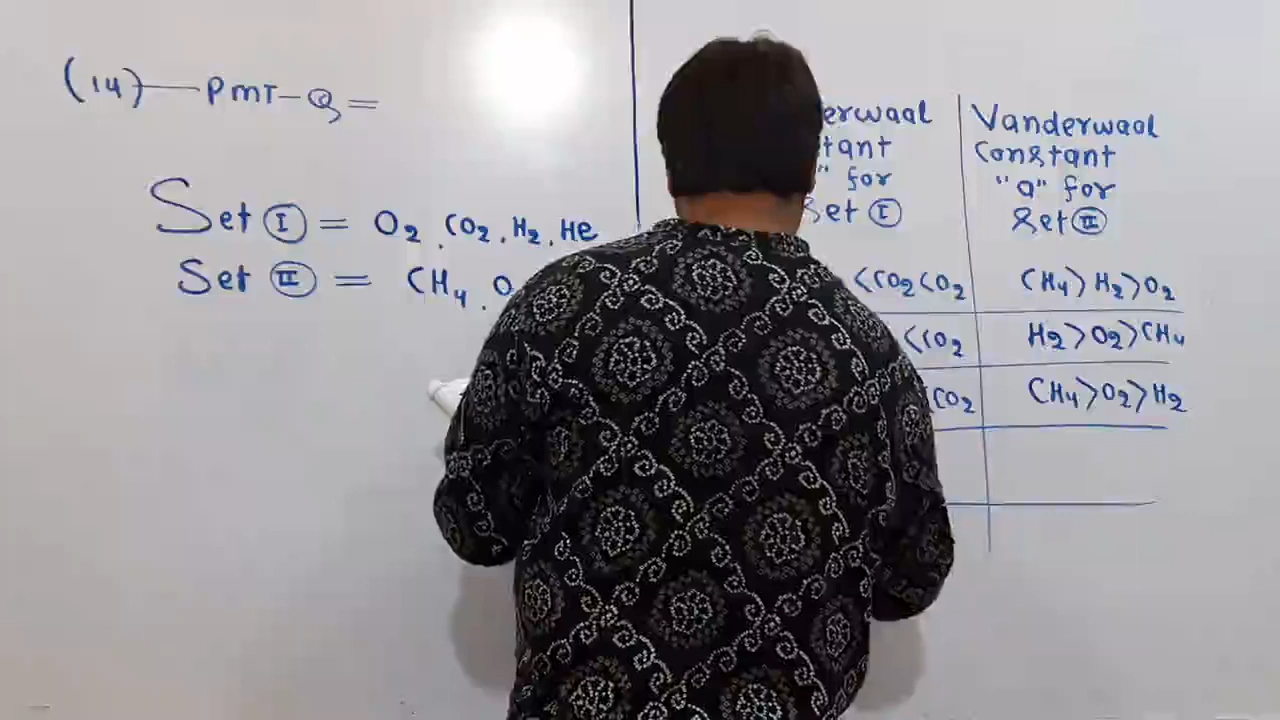 (14) — PMT - Q =
Set I = O2, CO2, H2, He
Set II = CH4, O
erwaal
tant
" for
Set I
<CO2<O2
<CO2
CO2
Vanderwaal
Constant
"a" for
Set II
CH4>H2>O2
H2>O2>CH4
CH4>O2>H2